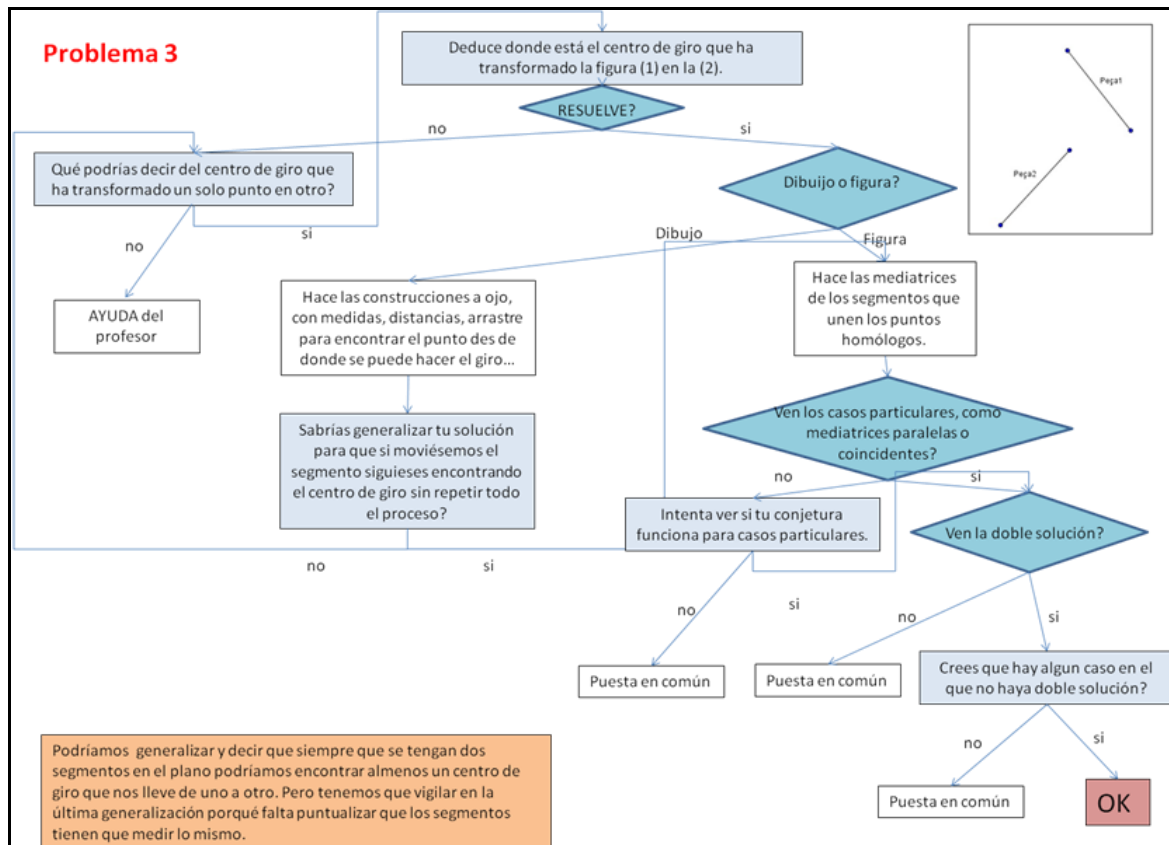 Problema 3
Deduce donde está el centro de giro que ha
transformado la figura (1) en la (2).
Peça1
Peça2
RESUELVE?
no
si
Qué podrías decir del centro de giro que
ha transformado un solo punto en otro?
Dibuijo o figura?
no
si
Dibujo
Figura
AYUDA del
profesor
Hace las construcciones a ojo,
con medidas, distancias, arrastre
para encontrar el punto des de
donde se puede hacer el giro...
Hace las mediatrices
de los segmentos que
unen los puntos
homólogos.
Sabrías generalizar tu solución
para que si moviésemos el
segmento siguieses encontrando
el centro de giro sin repetir todo
el proceso?
Ven los casos particulares, como
mediatrices paralelas o
coincidentes?
no
si
Intenta ver si tu conjetura
funciona para casos particulares.
Ven la doble solución?
no
si
no
si
no
si
Puesta en común
Puesta en común
Crees que hay algun caso en el
que no haya doble solución?
no
si
Puesta en común
OK
Podríamos generalizar y decir que siempre que se tengan dos
segmentos en el plano podríamos encontrar almenos un centro de
giro que nos lleve de uno a otro. Pero tenemos que vigilar en la
última generalización porqué falta puntualizar que los segmentos
tienen que medir lo mismo.